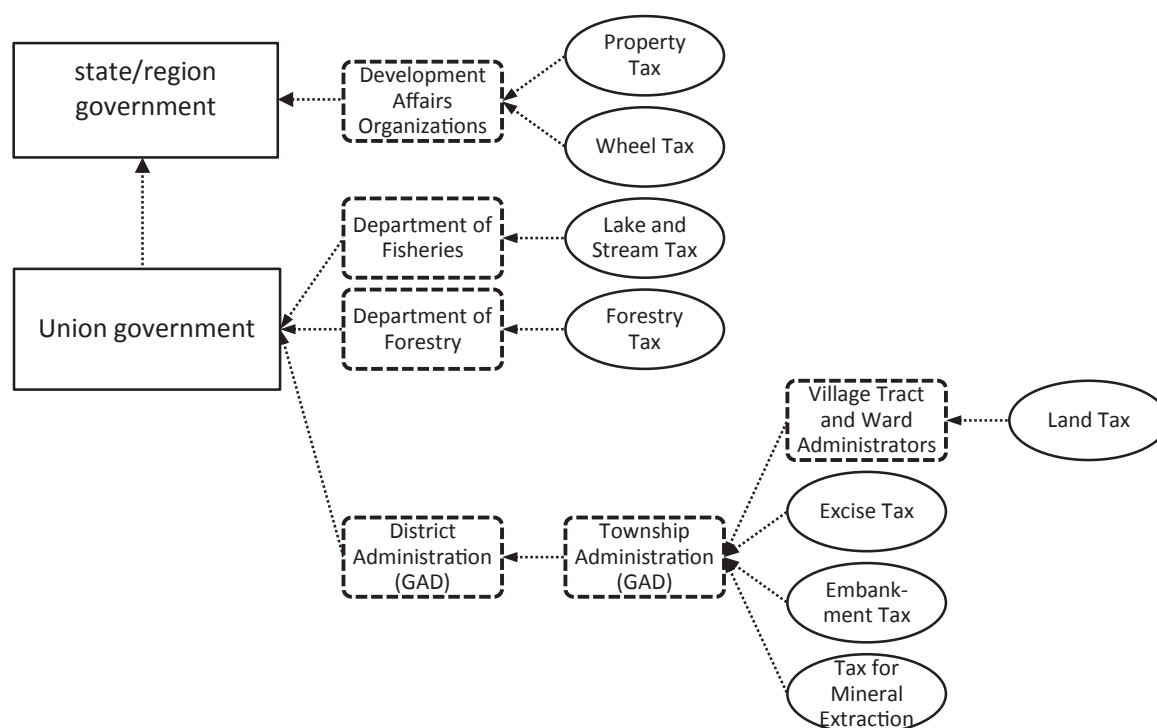 state/region
government
Development
Affairs
Organizations
Property
Tax
Wheel Tax
Department of
Fisheries
Lake and
Stream Tax
Union government
Department of
Forestry
Forestry
Tax
Village Tract
and Ward
Administrators
Land Tax
Excise Tax
District
Administration
(GAD)
Township
Administration
(GAD)
Embank-
ment Tax
Tax for
Mineral
Extraction